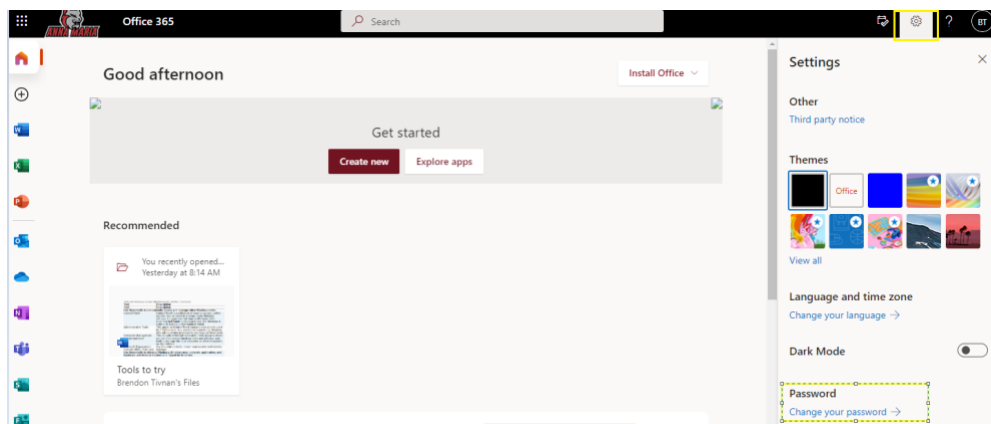 ANNA MARIA
Office 365
Search
?
BT
Good afternoon
Install Office
Get started
Create new
Explore apps
Recommended
You recently opened...
Yesterday at 8:14 AM
Tools to try
Brendon Tivnan's Files
Settings
Other
Third party notice
Themes
Office
View all
Language and time zone
Change your language →
Dark Mode
Password
Change your password →